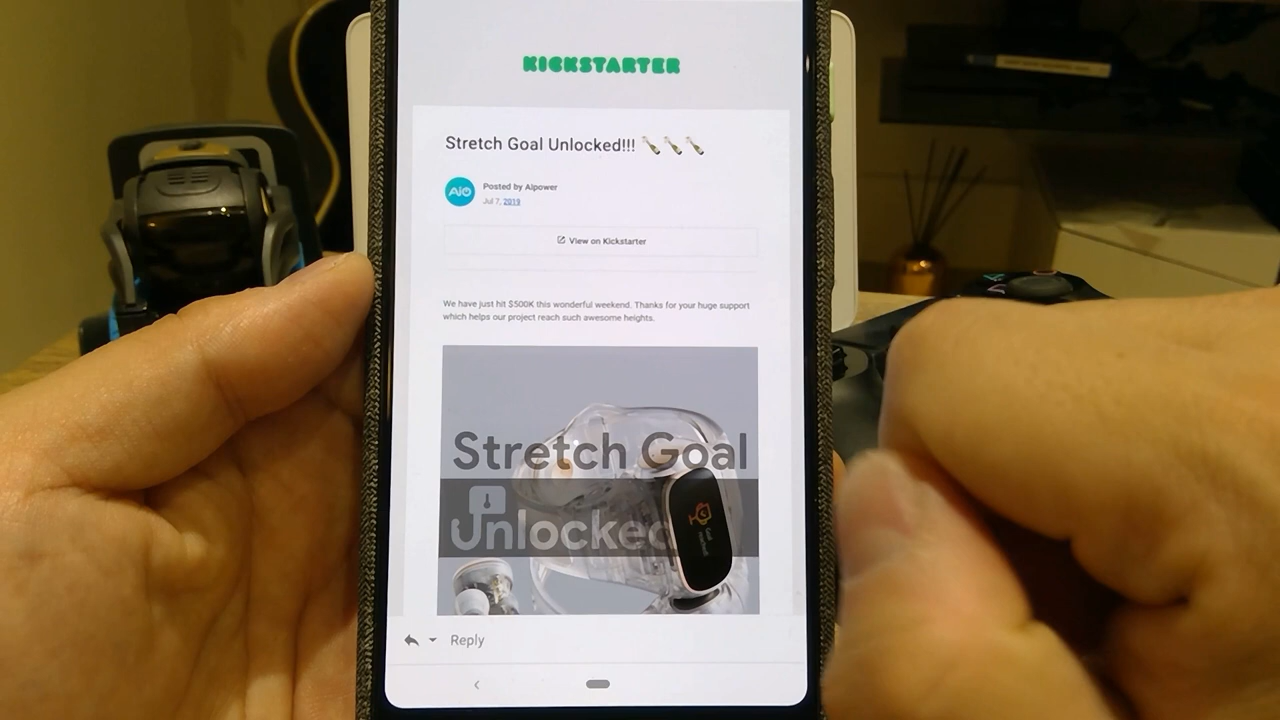 KICKSTARTER
Stretch Goal Unlocked!!!
AiO
Posted by Aipower
Jul 7, 2019
View on Kickstarter
We have just hit $500K this wonderful weekend. Thanks for your huge support
which helps our project reach such awesome heights.
Stretch Goal
Unlocked
Reply